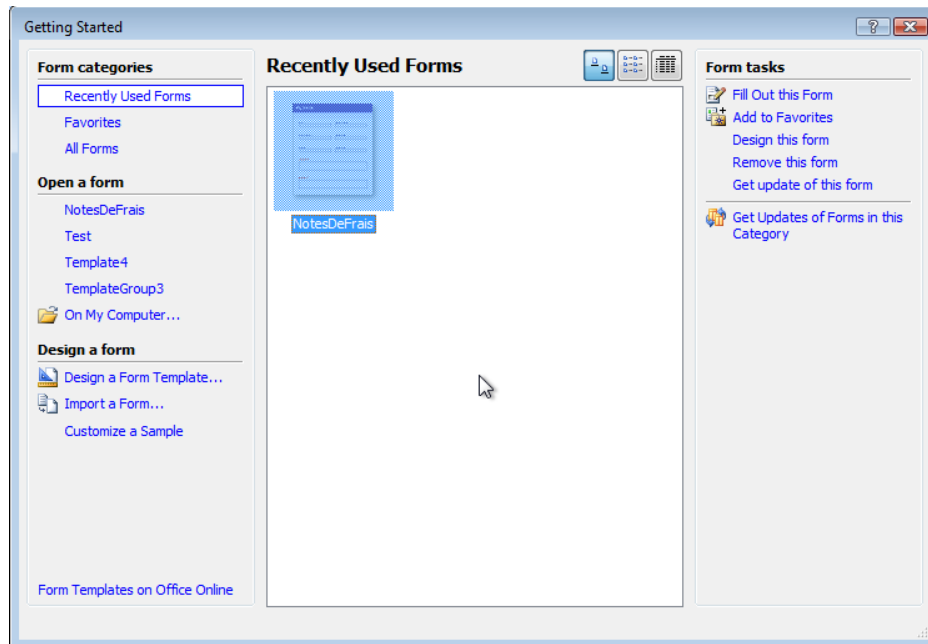 Getting Started
Form categories
Recently Used Forms
Favorites
All Forms
Open a form
NotesDeFrais
Test
Template4
TemplateGroup3
On My Computer...
Design a form
Design a Form Template...
Import a Form...
Customize a Sample
Form Templates on Office Online
Recently Used Forms
NotesDeFrais
Form tasks
Fill Out this Form
Add to Favorites
Design this form
Remove this form
Get update of this form
Get Updates of Forms in this
Category